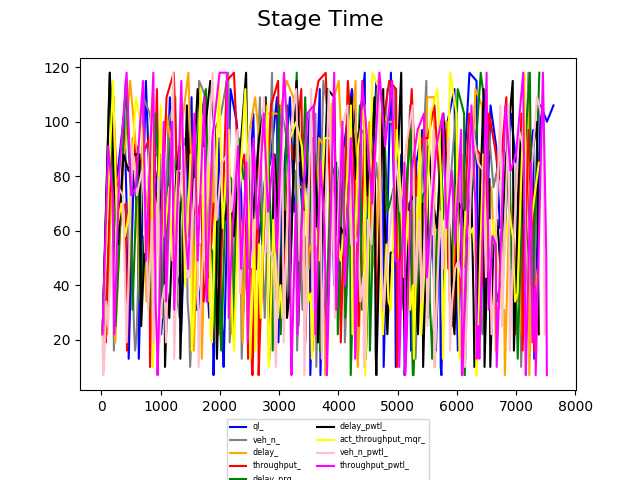 Stage Time
120
100
80
60
40
20
0 1000 2000 3000 4000 5000 6000 7000 8000
ql_ delay_pwtl_
veh_n_ act_throughput_mqr_
delay_ veh_n_pwtl_
throughput_ throughput_pwtl_